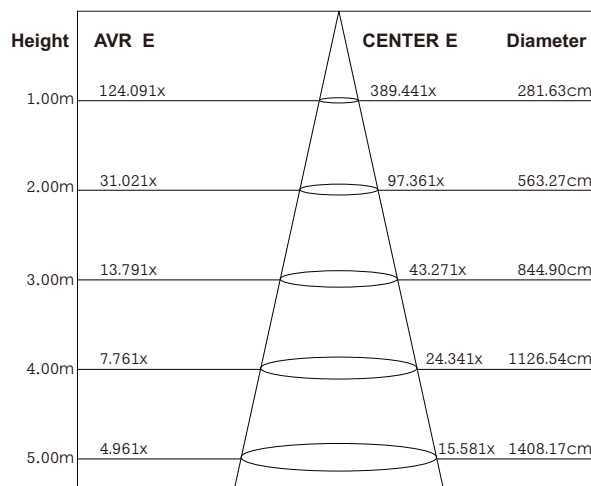 Height AVR E CENTER E Diameter
1.00m 124.091x 389.441x 281.63cm
2.00m 31.021x 97.361x 563.27cm
3.00m 13.791x 43.271x 844.90cm
4.00m 7.761x 24.341x 1126.54cm
5.00m 4.961x 15.581x 1408.17cm